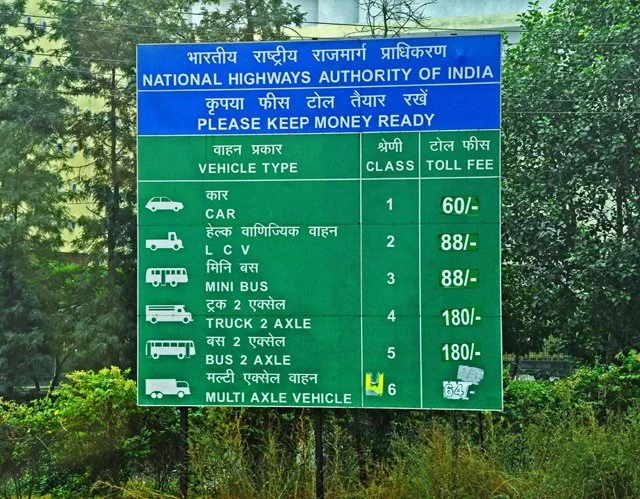 भारतीय राष्ट्रीय राजमार्ग प्राधिकरण
NATIONAL HIGHWAYS AUTHORITY OF INDIA
कृपया फीस टोल तैयार रखें
PLEASE KEEP MONEY READY
वाहन प्रकार श्रेणी टोल फीस
VEHICLE TYPE CLASS TOLL FEE
कार
CAR 1 60/-
हेल्क वाणिज्यिक वाहन
L C V 2 88/-
मिनि बस
MINI BUS 3 88/-
ट्रक 2 एक्सेल
TRUCK 2 AXLE 4 180/-
बस 2 एक्सेल
BUS 2 AXLE 5 180/-
मल्टी एक्सेल वाहन
MULTI AXLE VEHICLE 6